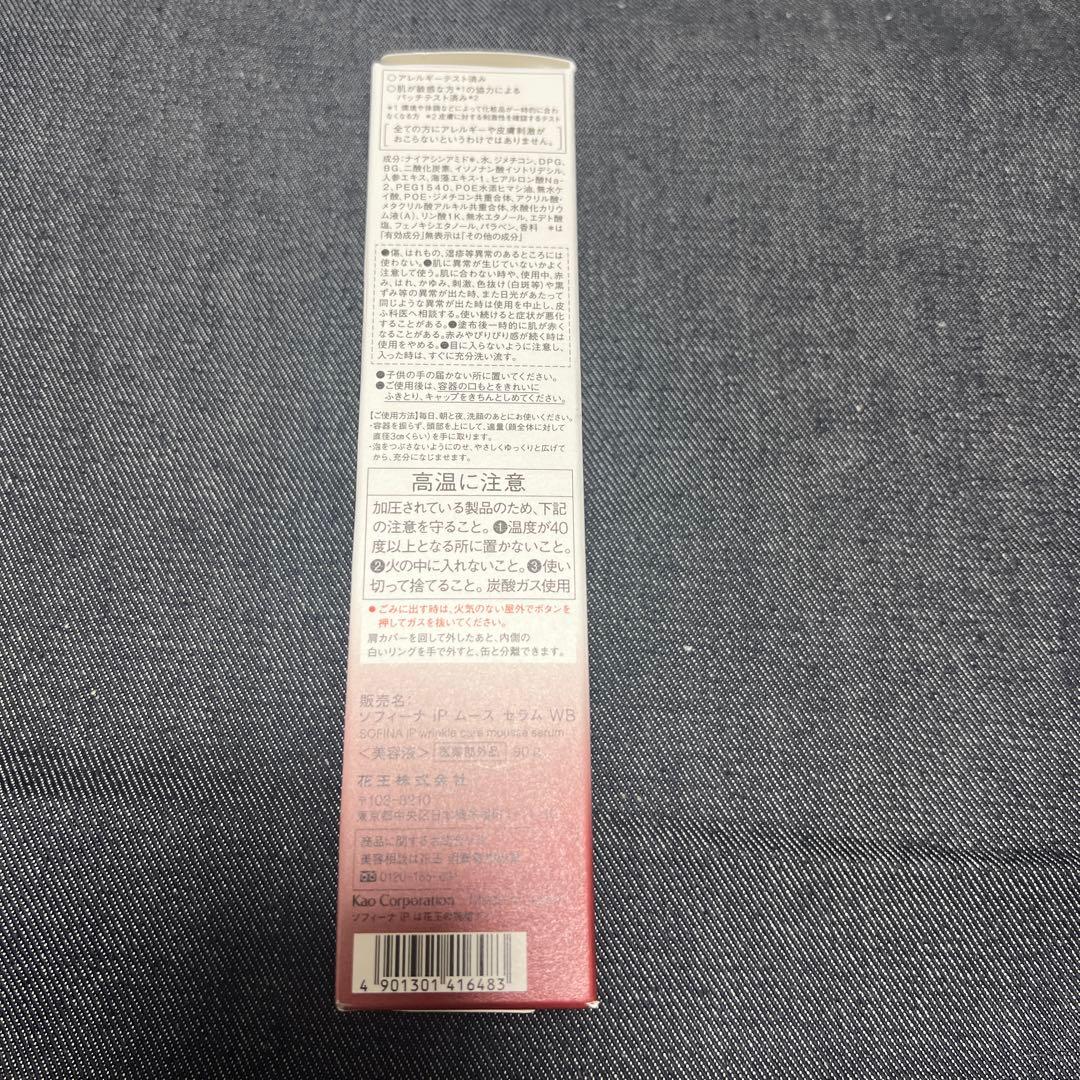 ○アレルギーテスト済み
○肌が敏感な方*1の協力による
パッチテスト済み*2
*1 環境や体調などによって化粧品が一時的に合わ
なくなる方 *2 皮膚に対する刺激性を確認するテスト
全ての方にアレルギーや皮膚刺激が
おこらないというわけではありません。
成分:ナイアシンアミド*、水、ジメチコン、DPG、
BG、二酸化炭素、イソノナン酸イソトリデシル、
人参エキス、海藻エキス-1、ヒアルロン酸Na-
2、PEG1540、POE水添ヒマシ油、無水ケ
イ酸、POE・ジメチコン共重合体、アクリル酸・
メタクリル酸アルキル共重合体、水酸化カリウ
ム液(A)、リン酸1K、無水エタノール、エデト酸
塩、フェノキシエタノール、パラベン、香料 *は
「有効成分」無表示は「その他の成分」
●傷、はれもの、湿疹等異常のあるところには
使わない。●肌に異常が生じていないかよく
注意して使う。肌に合わない時や、使用中、赤
み、はれ、かゆみ、刺激、色抜け(白斑等)や黒
ずみ等の異常が出た時、また日光があたって
同じような異常が出た時は使用を中止し、皮
ふ科医へ相談する。使い続けると症状が悪化
することがある。●塗布後一時的に肌が赤く
なることがある。赤みやぴりぴり感が続く時は
使用をやめる。●目に入らないように注意し、
入った時は、すぐに充分洗い流す。
●子供の手の届かない所に置いてください。
●ご使用後は、容器の口もとをきれいに
ふきとり、キャップをきちんとしめてください。
【ご使用方法】毎日、朝と夜、洗顔のあとにお使いください。
・容器を振らず、頭部を上にして、適量(顔全体に対して
直径3cmくらい)を手に取ります。
・泡をつぶさないようにのせ、やさしくゆっくりと広げて
から、充分になじませます。
高温に注意
加圧されている製品のため、下記
の注意を守ること。❶温度が40
度以上となる所に置かないこと。
❷火の中に入れないこと。❸使い
切って捨てること。炭酸ガス使用
●ごみに出す時は、火気のない屋外でボタンを
押してガスを抜いてください。
肩カバーを回して外したあと、内側の
白いリングを手で外すと、缶と分離できます。
販売名:
ソフィーナ iP ムース セラム WB
SOFINA iP wrinkle care mousse serum
<美容液> 医薬部外品 90g
花王株式会社
〒103-8210
東京都中央区日本橋茅場町
産品に関する
美容相談は花王
0120-165-
Kao Corporation
ソフィーナ iP は花王の
4 901301 416483